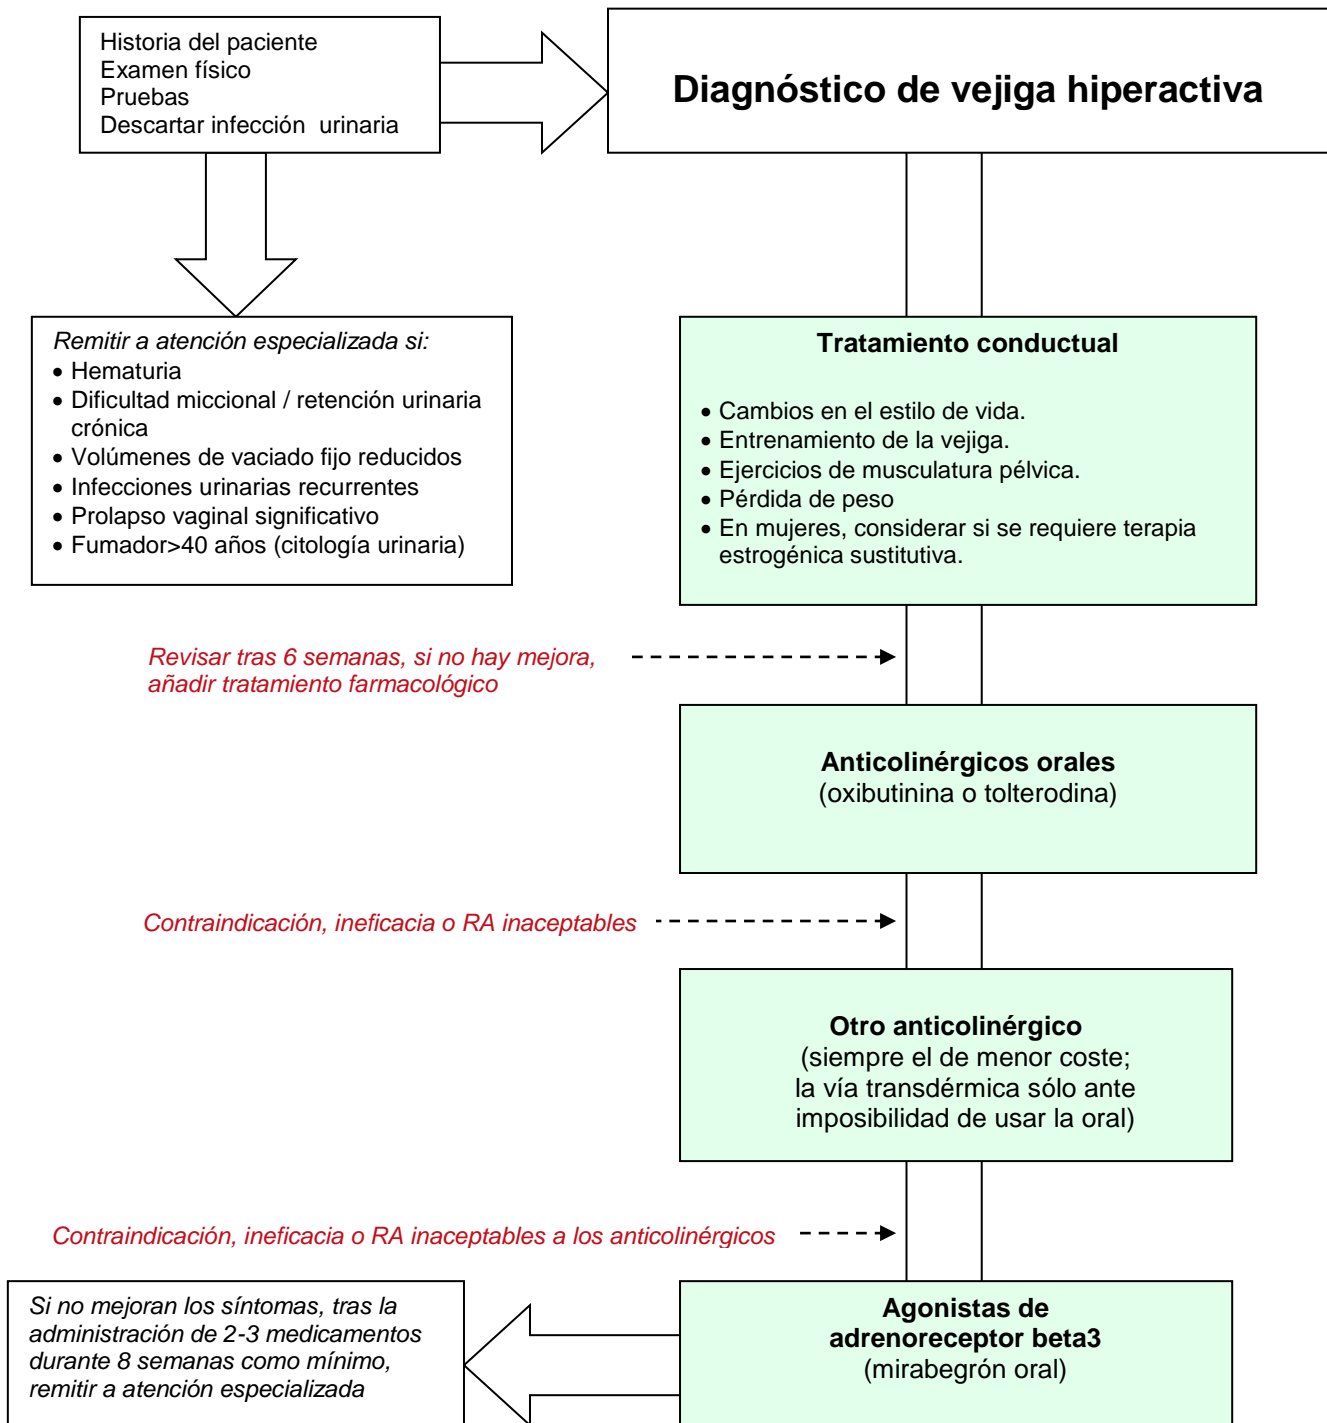 Historia del paciente
Examen físico
Pruebas
Descartar infección urinaria
Diagnóstico de vejiga hiperactiva
Remitir a atención especializada si:
• Hematuria
• Dificultad miccional / retención urinaria
crónica
• Volúmenes de vaciado fijo reducidos
• Infecciones urinarias recurrentes
• Prolapso vaginal significativo
• Fumador>40 años (citología urinaria)
Tratamiento conductual
• Cambios en el estilo de vida.
• Entrenamiento de la vejiga.
• Ejercicios de musculatura pélvica.
• Pérdida de peso
• En mujeres, considerar si se requiere terapia
estrogénica sustitutiva.
Revisar tras 6 semanas, si no hay mejora,
añadir tratamiento farmacológico
Anticolinérgicos orales
(oxibutinina o tolterodina)
Contraindicación, ineficacia o RA inaceptables
Otro anticolinérgico
(siempre el de menor coste;
la vía transdérmica sólo ante
imposibilidad de usar la oral)
Contraindicación, ineficacia o RA inaceptables a los anticolinérgicos
Si no mejoran los síntomas, tras la
administración de 2-3 medicamentos
durante 8 semanas como mínimo,
remitir a atención especializada
Agonistas de
adrenoreceptor beta3
(mirabegrón oral)